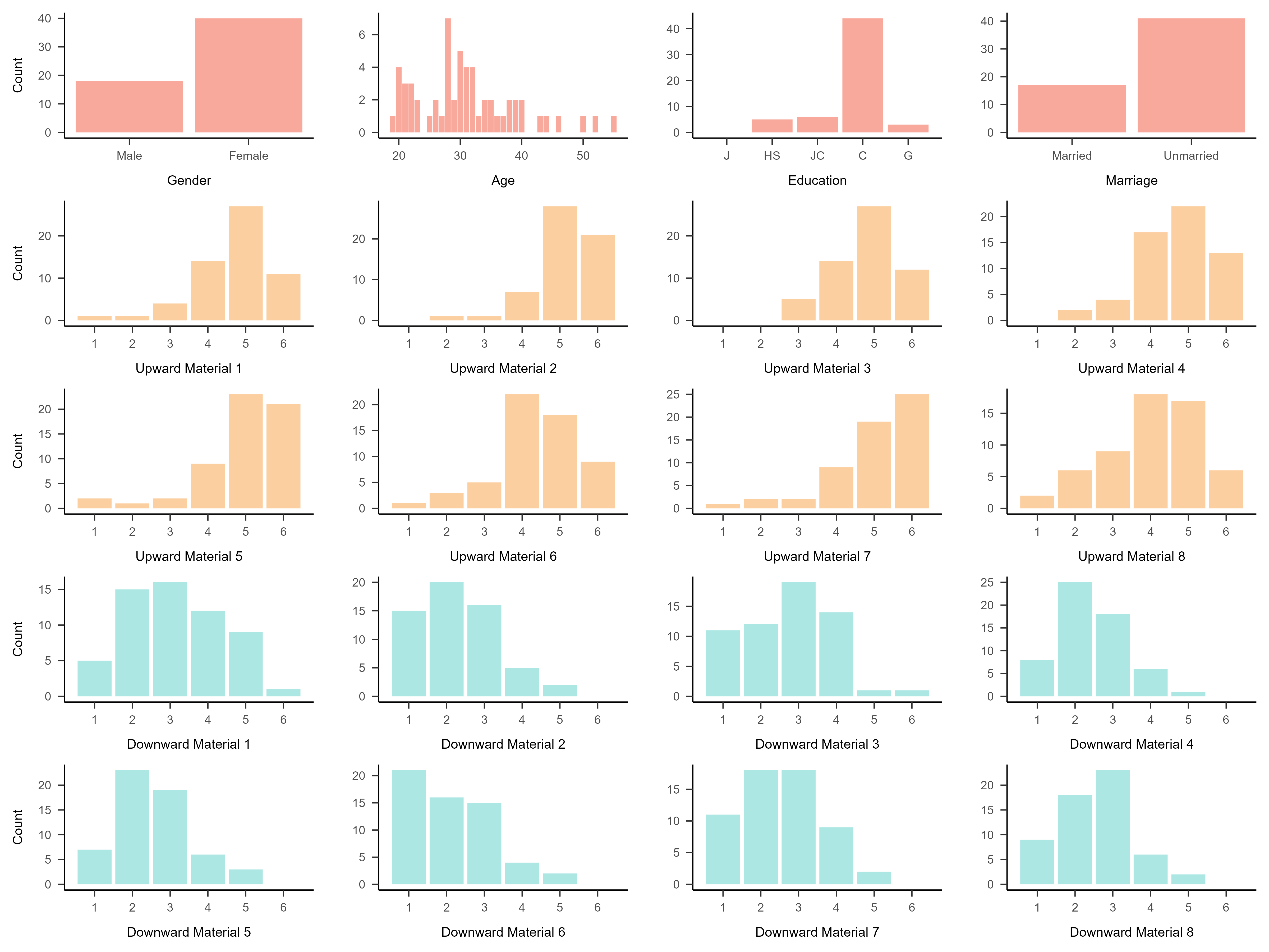 Count
40
30
20
10
0
Male Female
Gender
6
4
2
0
20 30 40 50
Age
40
30
20
10
0
J HS JC C G
Education
40
30
20
10
0
Married Unmarried
Marriage
Count
20
10
0
1 2 3 4 5 6
Upward Material 1
20
10
0
1 2 3 4 5 6
Upward Material 2
20
10
0
1 2 3 4 5 6
Upward Material 3
20
15
10
5
0
1 2 3 4 5 6
Upward Material 4
Count
20
15
10
5
0
1 2 3 4 5 6
Upward Material 5
20
15
10
5
0
1 2 3 4 5 6
Upward Material 6
25
20
15
10
5
0
1 2 3 4 5 6
Upward Material 7
15
10
5
0
1 2 3 4 5 6
Upward Material 8
Count
15
10
5
0
1 2 3 4 5 6
Downward Material 1
20
15
10
5
0
1 2 3 4 5 6
Downward Material 2
15
10
5
0
1 2 3 4 5 6
Downward Material 3
25
20
15
10
5
0
1 2 3 4 5 6
Downward Material 4
Count
20
15
10
5
0
1 2 3 4 5 6
Downward Material 5
20
15
10
5
0
1 2 3 4 5 6
Downward Material 6
15
10
5
0
1 2 3 4 5 6
Downward Material 7
20
15
10
5
0
1 2 3 4 5 6
Downward Material 8